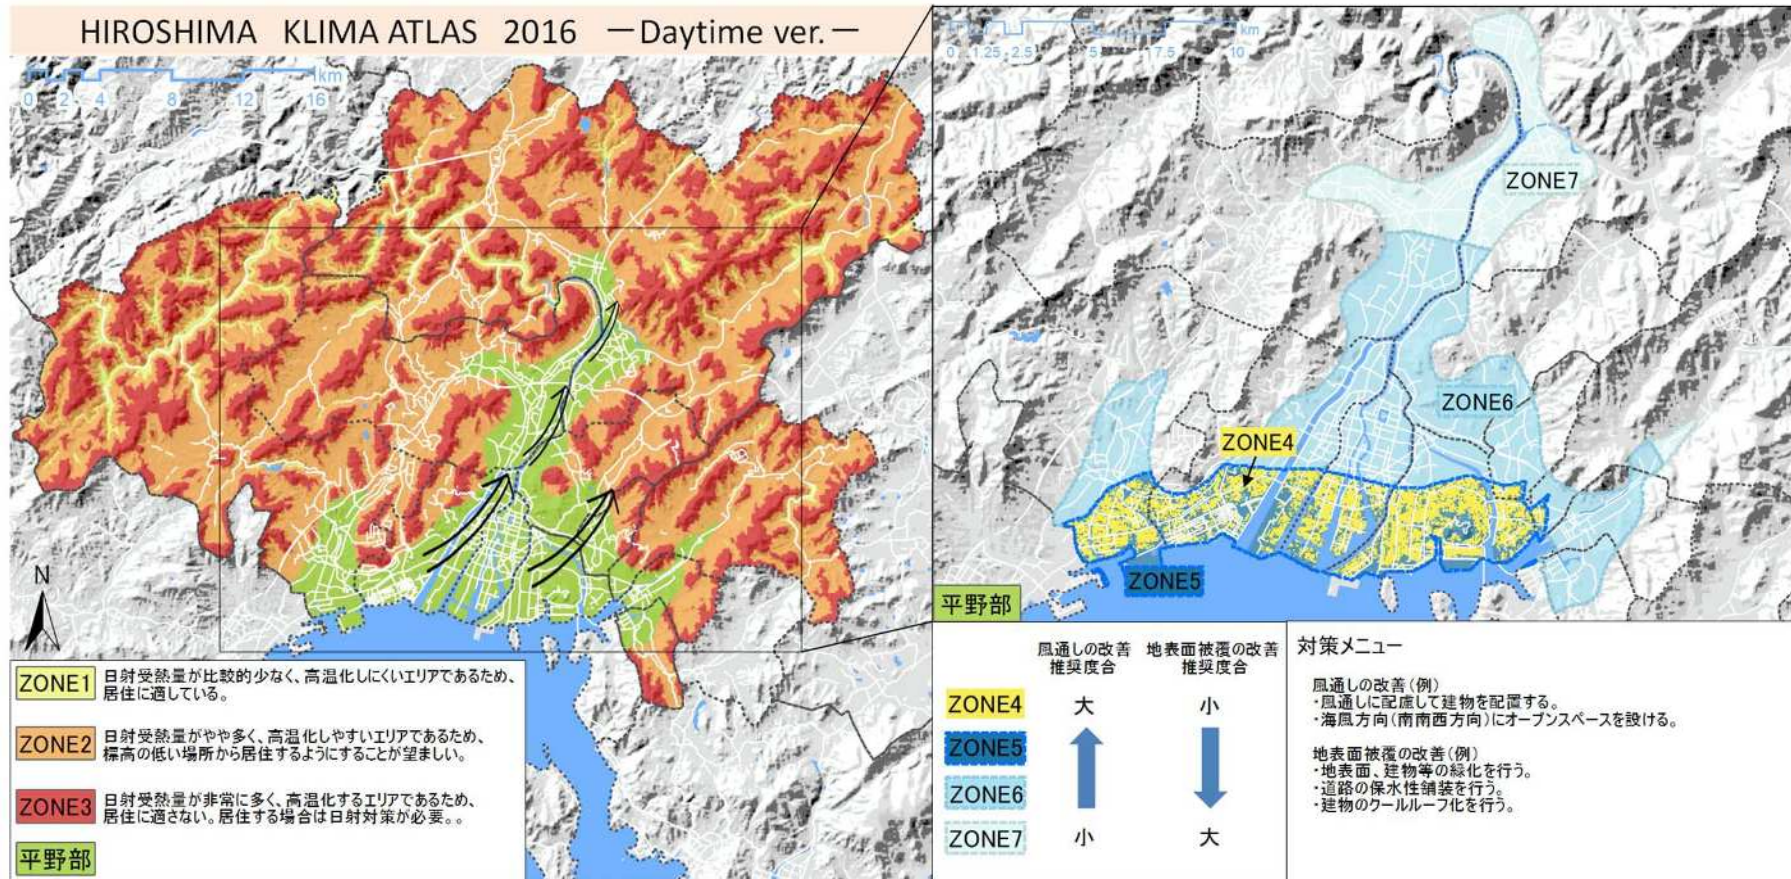 HIROSHIMA KLIMA ATLAS 2016 ーDaytime ver.ー
km
0 2 4 8 12 16
N
ZONE1 日射受熱量が比較的少なく、高温化しにくいエリアであるため、
居住に適している。
ZONE2 日射受熱量がやや多く、高温化しやすいエリアであるため、
標高の低い場所から居住するようにすることが望ましい。
ZONE3 日射受熱量が非常に多く、高温化するエリアであるため、
居住に適さない。居住する場合は日射対策が必要。。
平野部
km
0 1.25 2.5 5 7.5 10
ZONE7
ZONE6
ZONE4
ZONE5
平野部
風通しの改善 地表面被覆の改善
推奨度合 推奨度合
ZONE4 大 小
ZONE5
ZONE6
ZONE7 小 大
対策メニュー
風通しの改善(例)
・風通しに配慮して建物を配置する。
・海風方向(南南西方向)にオープンスペースを設ける。
地表面被覆の改善(例)
・地表面、建物等の緑化を行う。
・道路の保水性舗装を行う。
・建物のクールルーフ化を行う。